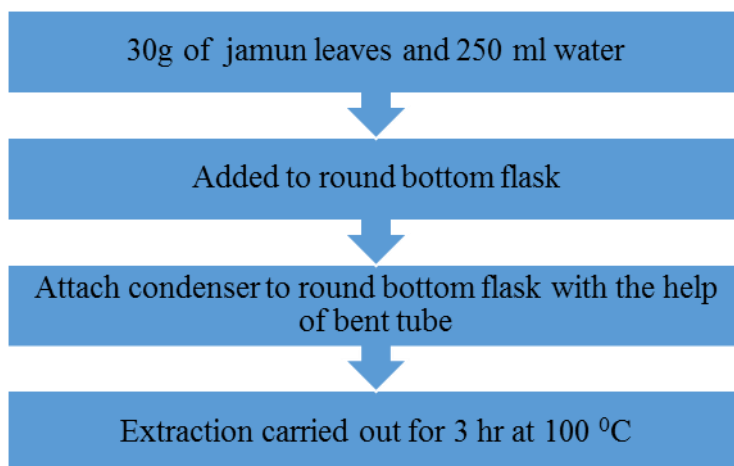 30g of jamun leaves and 250 ml water
Added to round bottom flask
Attach condenser to round bottom flask with the help
of bent tube
Extraction carried out for 3 hr at 100 ⁰C